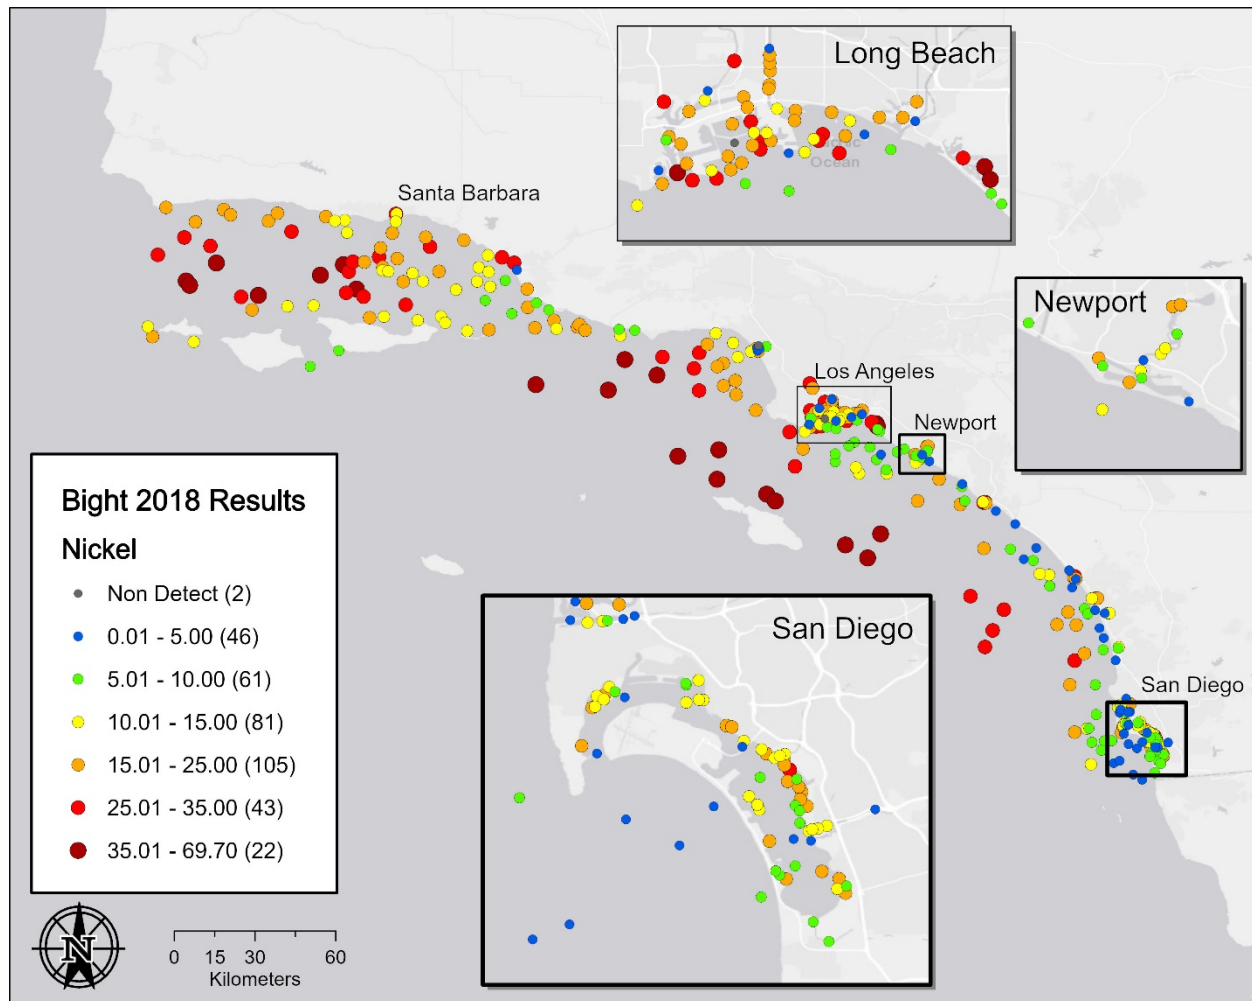 Long Beach
Ocean
Santa Barbara
Newport
Los Angeles
Newport
Bight 2018 Results
Nickel
Non Detect (2)
0.01 - 5.00 (46)
5.01 - 10.00 (61)
10.01 - 15.00 (81)
15.01 - 25.00 (105)
25.01 - 35.00 (43)
35.01 - 69.70 (22)
San Diego
San Diego
N
0 15 30 60
Kilometers